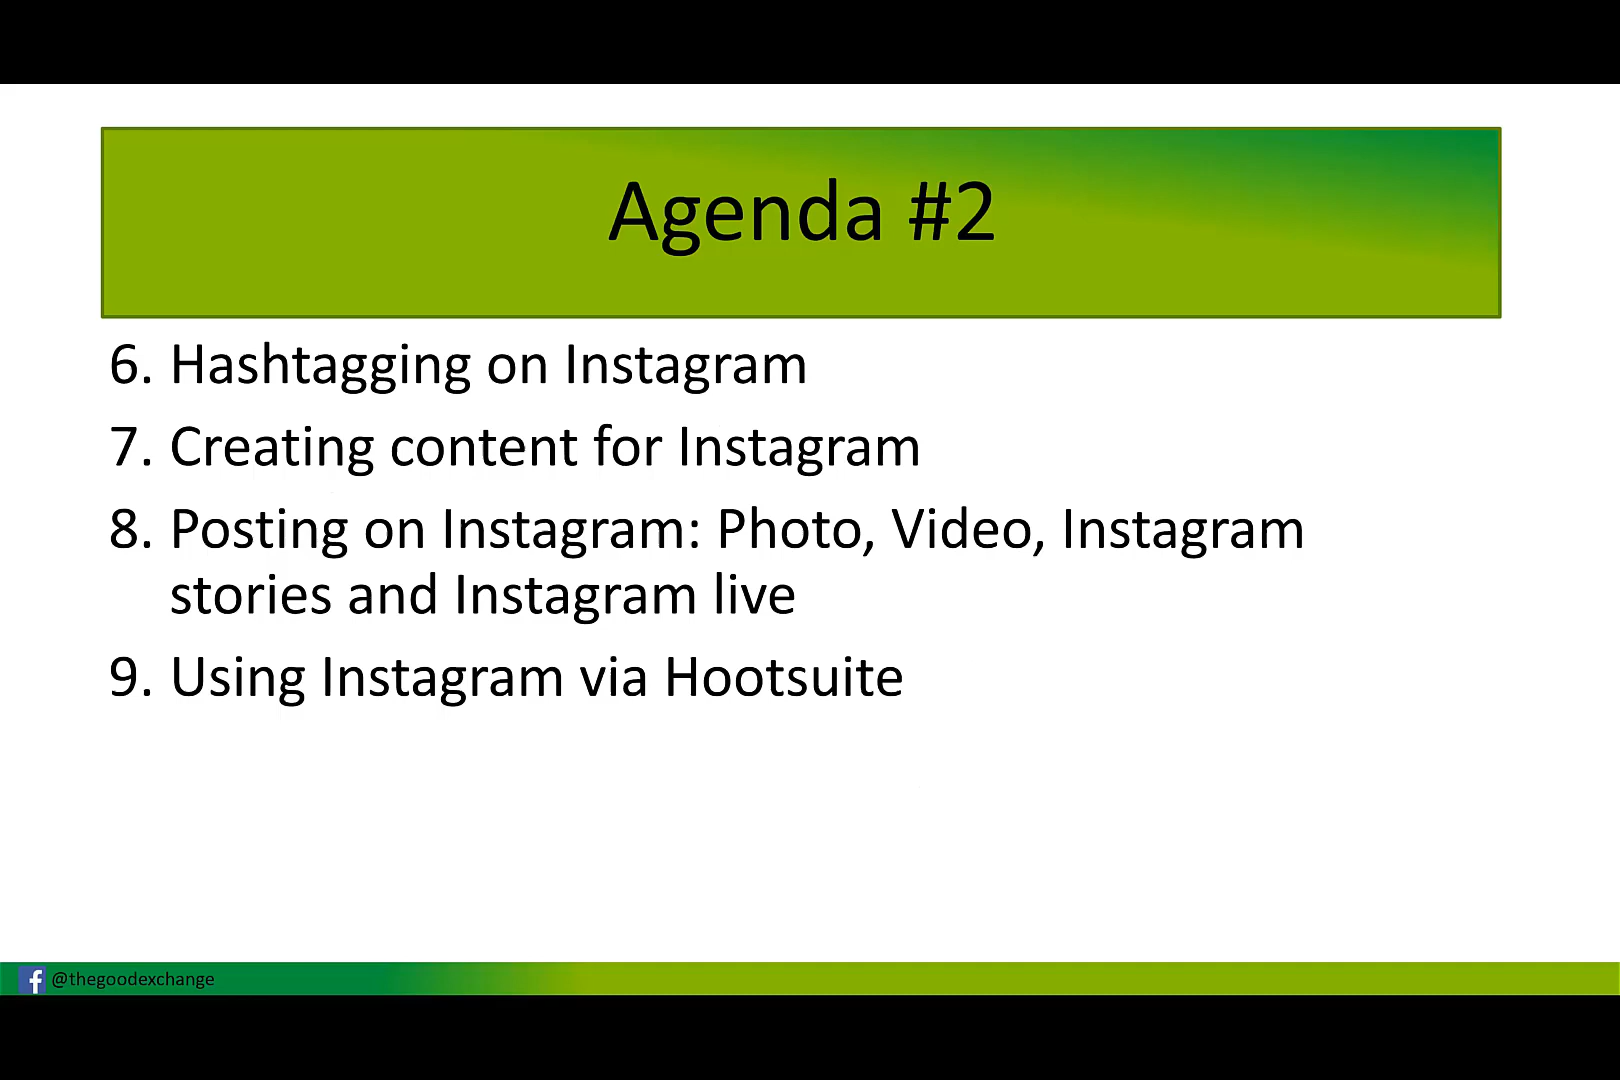 Agenda #2
6. Hashtagging on Instagram
7. Creating content for Instagram
8. Posting on Instagram: Photo, Video, Instagram
stories and Instagram live
9. Using Instagram via Hootsuite
@thegoodexchange